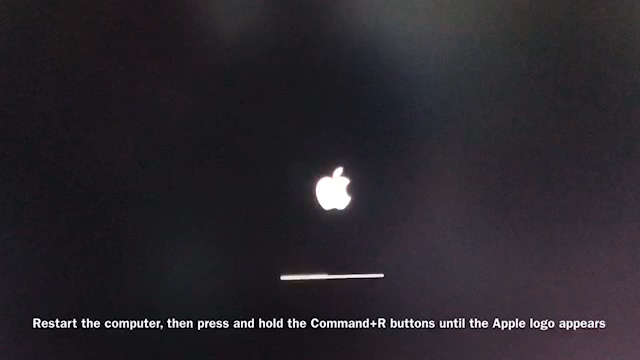 Restart the computer, then press and hold the Command+R buttons until the Apple logo appears